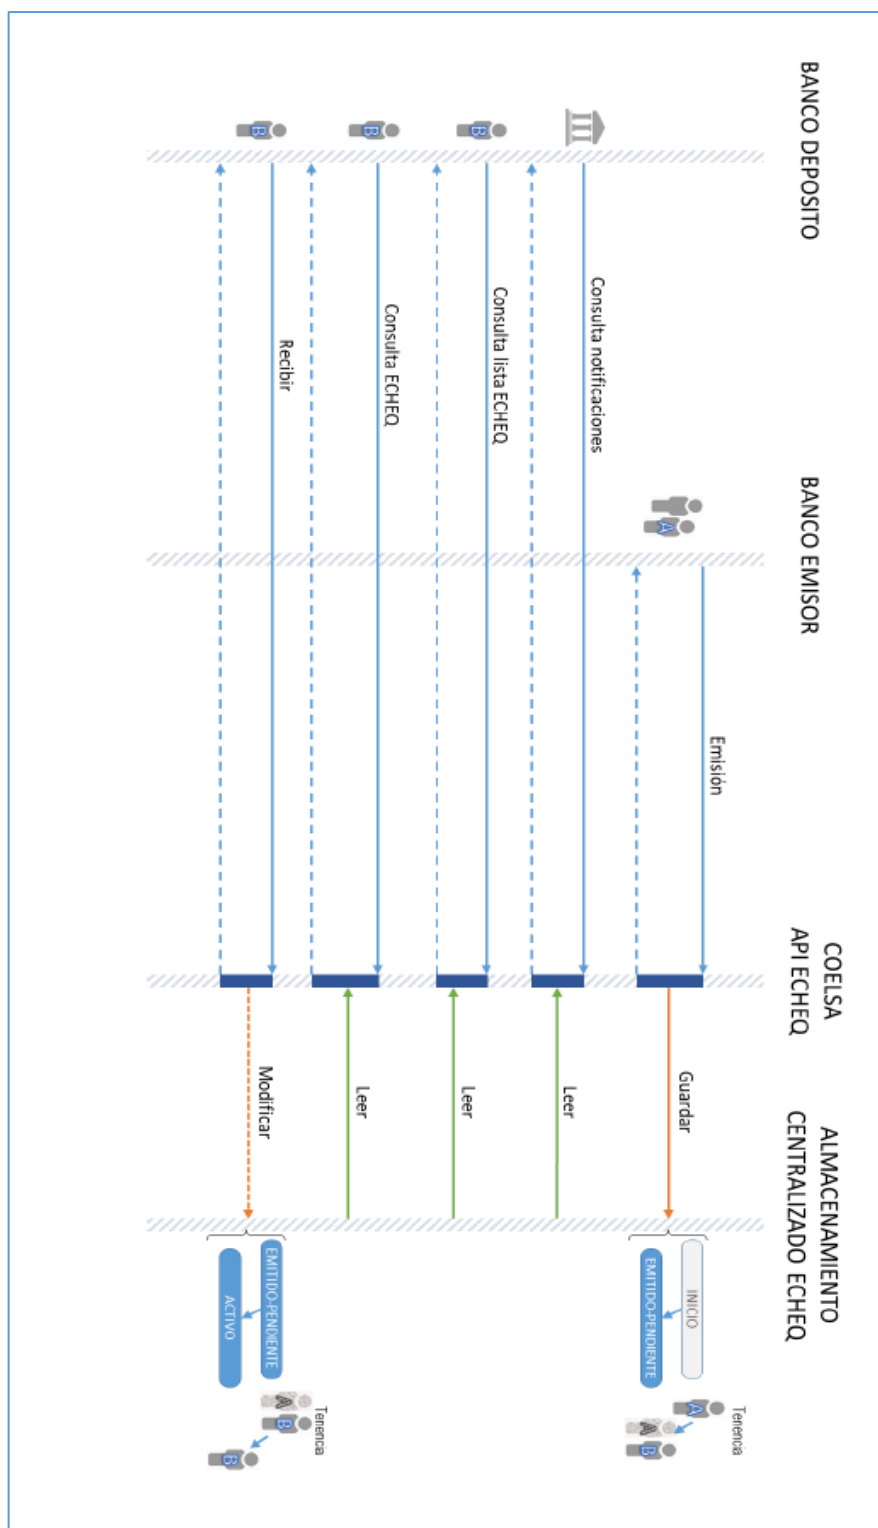 BANCO DEPOSITO
BANCO EMISOR
COELSA
API ECHEQ
ALMACENAMIENTO
CENTRALIZADO ECHEQ
Emisión
Guardar
INICIO
EMITIDO-PENDIENTE
Tenencia
A
A
A
B
Consulta notificaciones
Leer
B
Consulta lista ECHEQ
Leer
B
Consulta ECHEQ
Leer
B
Recibir
Modificar
EMITIDO-PENDIENTE
ACTIVO
Tenencia
A
B
B